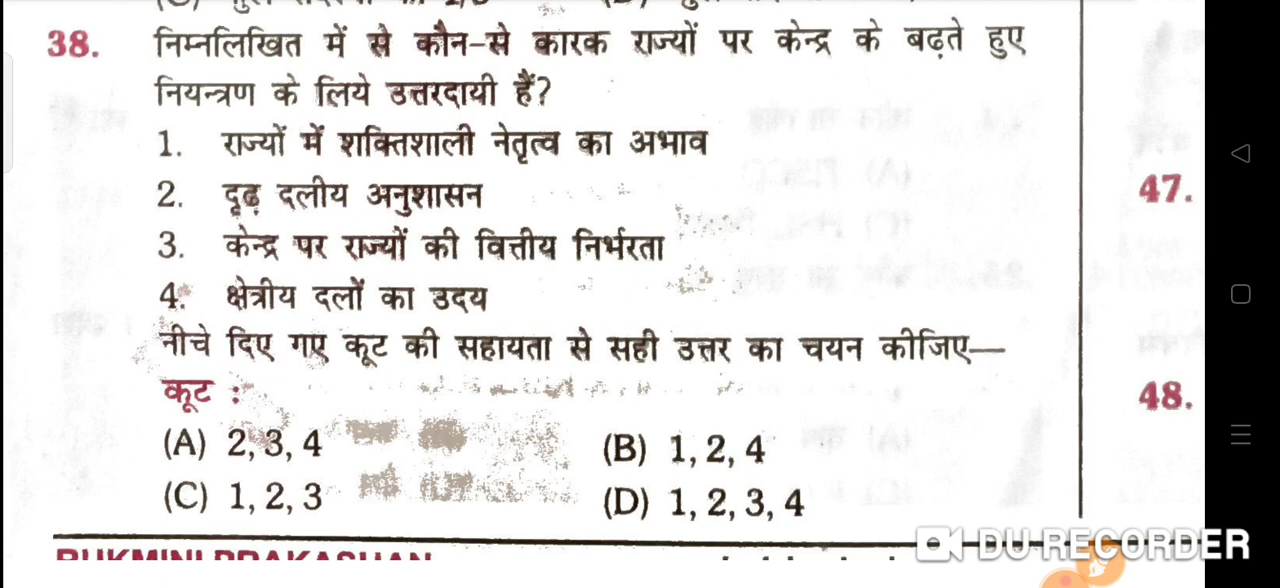 38. निम्नलिखित में से कौन-से कारक राज्यों पर केन्द्र के बढ़ते हुए
नियन्त्रण के लिये उत्तरदायी हैं?
1. राज्यों में शक्तिशाली नेतृत्व का अभाव
2. दृढ़ दलीय अनुशासन
3. केन्द्र पर राज्यों की वित्तीय निर्भरता
4. क्षेत्रीय दलों का उदय
नीचे दिए गए कूट की सहायता से सही उत्तर का चयन कीजिए—
कूट :
(A) 2, 3, 4 (B) 1, 2, 4
(C) 1, 2, 3 (D) 1, 2, 3, 4
47.
48.
RUKMINI PRAKASHAN
DU RECORDER